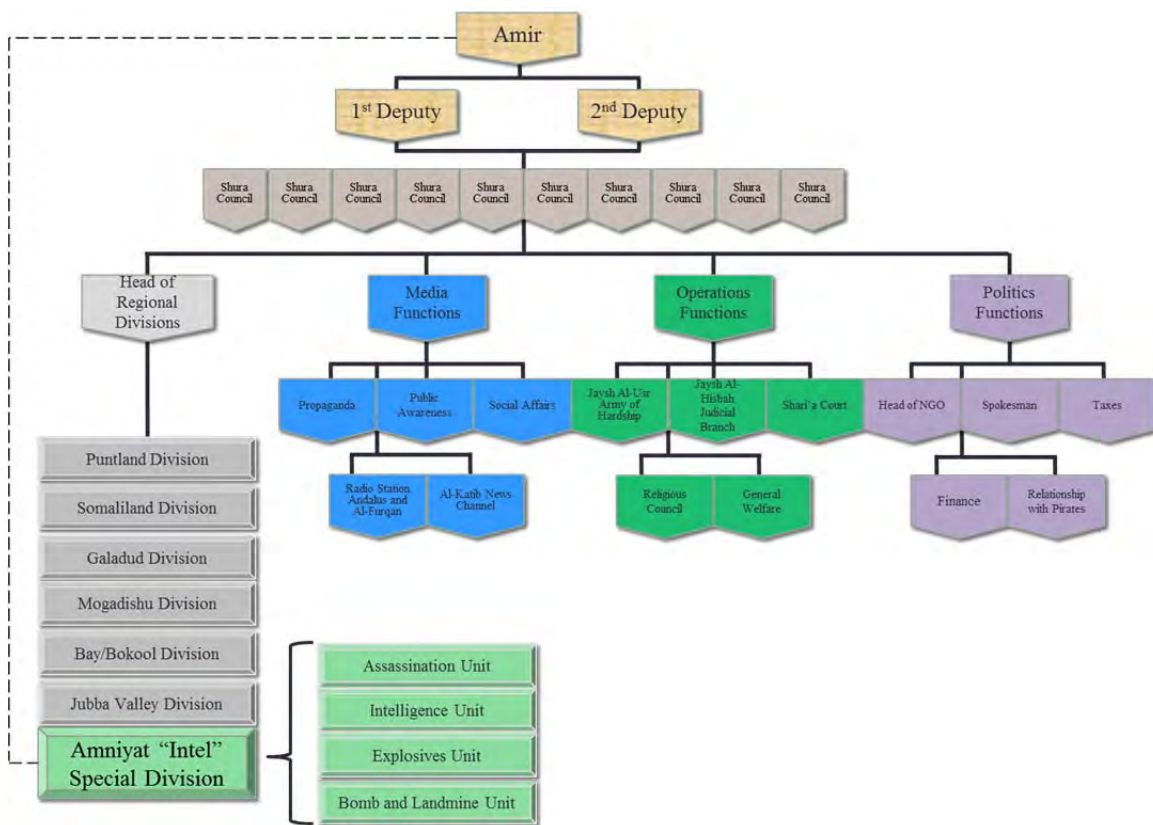 Amir
1st Deputy
2nd Deputy
Shura
Council
Shura
Council
Shura
Council
Shura
Council
Shura
Council
Shura
Council
Shura
Council
Shura
Council
Shura
Council
Shura
Council
Head of
Regional
Divisions
Media
Functions
Operations
Functions
Politics
Functions
Propaganda
Public
Awareness
Social Affairs
Jaysh Al-Usr
Army of
Hardship
Jaysh Al-
Hisbah
Judicial
Branch
Shari'a Court
Head of NGO
Spokesman
Taxes
Radio Station
Andalus and
Al-Furqan
Al-Katib News
Channel
Religious
Council
General
Welfare
Finance
Relationship
with Pirates
Puntland Division
Somaliland Division
Galadud Division
Mogadishu Division
Bay/Bokool Division
Jubba Valley Division
Amniyat “Intel”
Special Division
Assassination Unit
Intelligence Unit
Explosives Unit
Bomb and Landmine Unit